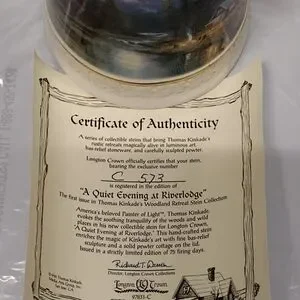 Certificate of Authenticity
A series of collectible steins that bring Thomas Kinkade's
rustic retreats magically alive in luminous art,
bas-relief stoneware, and carefully sculpted pewter.
Longton Crown officially certifies that your stein,
bearing the exclusive number
C 573
is registered in the edition of
"A Quiet Evening at Riverlodge"
The first issue in Thomas Kinkade's Woodland Retreat Stein Collection
America's beloved Painter of Light™, Thomas Kinkade,
evokes the soothing tranquility of the weeds and wild
places in his new collectible stein for Longton Crown,
"A Quiet Evening at Riverlodge." This hand-crafted stein
enriches the magic of Kinkade's art with fine bas-relief
sculpture and a solid pewter cottage on the lid.
Issued in a strictly limited edition of 75 firing days.
Director, Longton Crown Collections
Longton Crown
97831-C